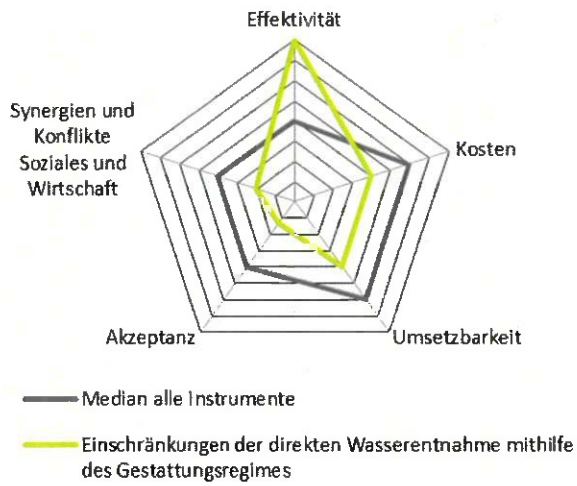 Effektivität
Synergien und
Konflikte
Soziales und
Wirtschaft
Kosten
Akzeptanz
Umsetzbarkeit
Median alle Instrumente
Einschränkungen der direkten Wasserentnahme mithilfe
des Gestattungsregimes